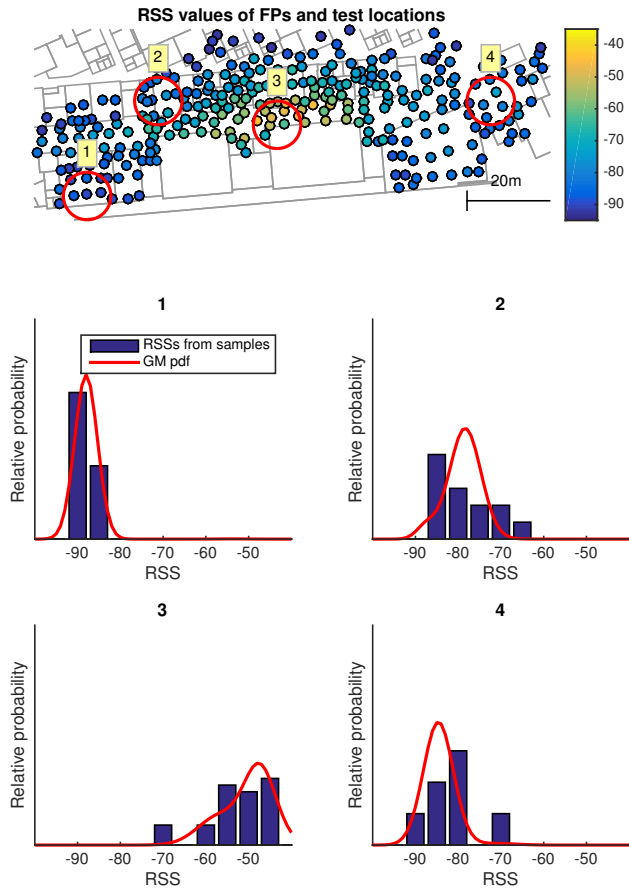 RSS values of FPs and test locations
2
4
3
1
20m
-40
-50
-60
-70
-80
-90
1
2
RSSs from samples
GM pdf
Relative probability
Relative probability
-90 -80 -70 -60 -50
-90 -80 -70 -60 -50
RSS
RSS
3
4
Relative probability
Relative probability
-90 -80 -70 -60 -50
-90 -80 -70 -60 -50
RSS
RSS